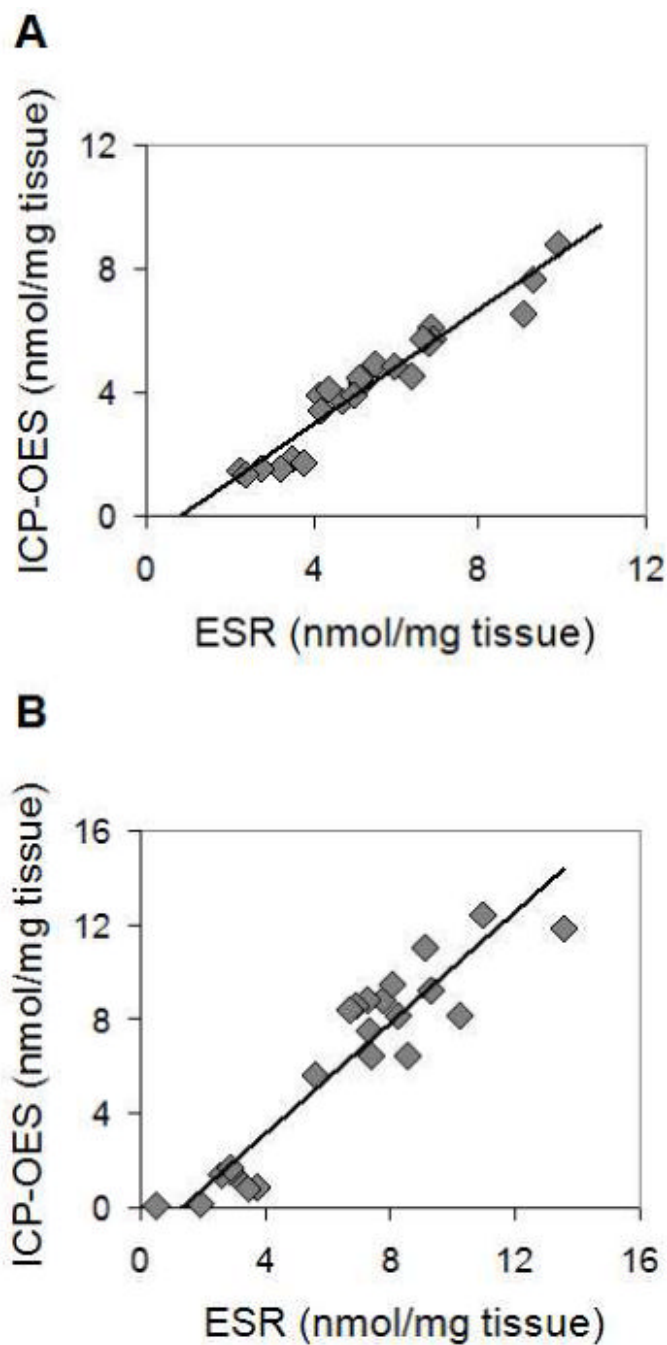 A
ICP-OES (nmol/mg tissue)
12
8
4
0
0 4 8 12
ESR (nmol/mg tissue)
B
ICP-OES (nmol/mg tissue)
16
12
8
4
0
0 4 8 12 16
ESR (nmol/mg tissue)